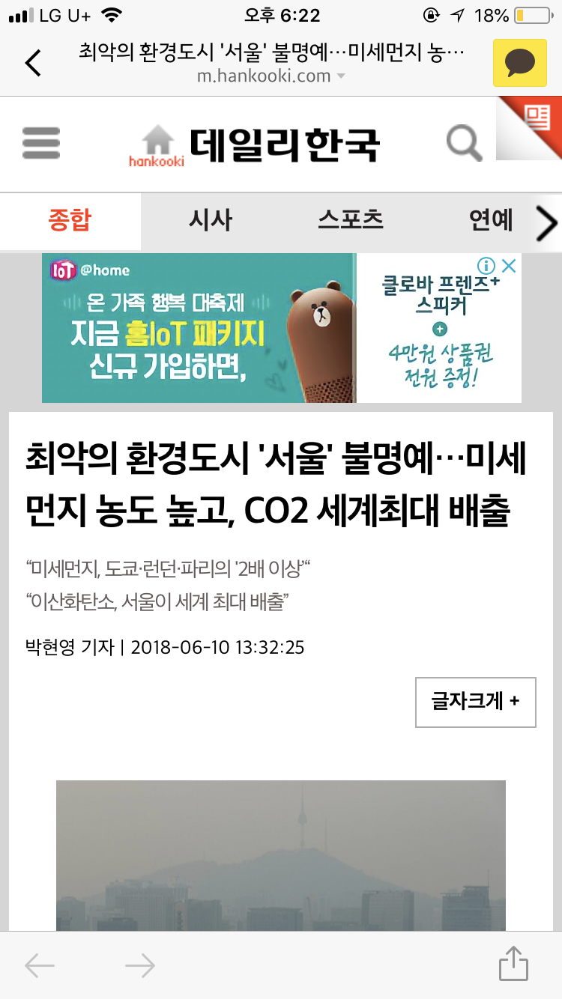 LG U+ 오후 6:22 18%
최악의 환경도시 '서울' 불명예…미세먼지 농…
m.hankooki.com
hankooki 데일리한국
종합 시사 스포츠 연예
IoT @home
온 가족 행복 대축제
지금 홈IoT 패키지
신규 가입하면,
클로바 프렌즈+
스피커
+
4만원 상품권
전원 증정!
최악의 환경도시 '서울' 불명예…미세
먼지 농도 높고, CO2 세계최대 배출
“미세먼지, 도쿄·런던·파리의 '2배 이상'“
“이산화탄소, 서울이 세계 최대 배출”
박현영 기자 | 2018-06-10 13:32:25
글자크게 +